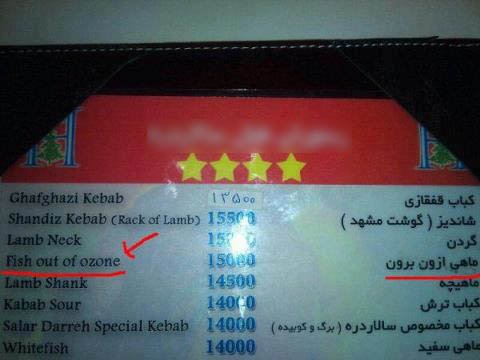 Ghafghazi Kebab ۱۳۵۰۰ کباب قفقازی
Shandiz Kebab (Rack of Lamb) 15500 شاندیز ( گوشت مشهد )
Lamb Neck گردن
Fish out of ozone 15000 ماهی ازون برون
Lamb Shank 14500 ماهیچه
Kabab Sour 14000 کباب ترش
Salar Darreh Special Kebab 14000 کباب مخصوص سالاردره ( برگ و کوبیده )
Whitefish 14000 ماهی سفید